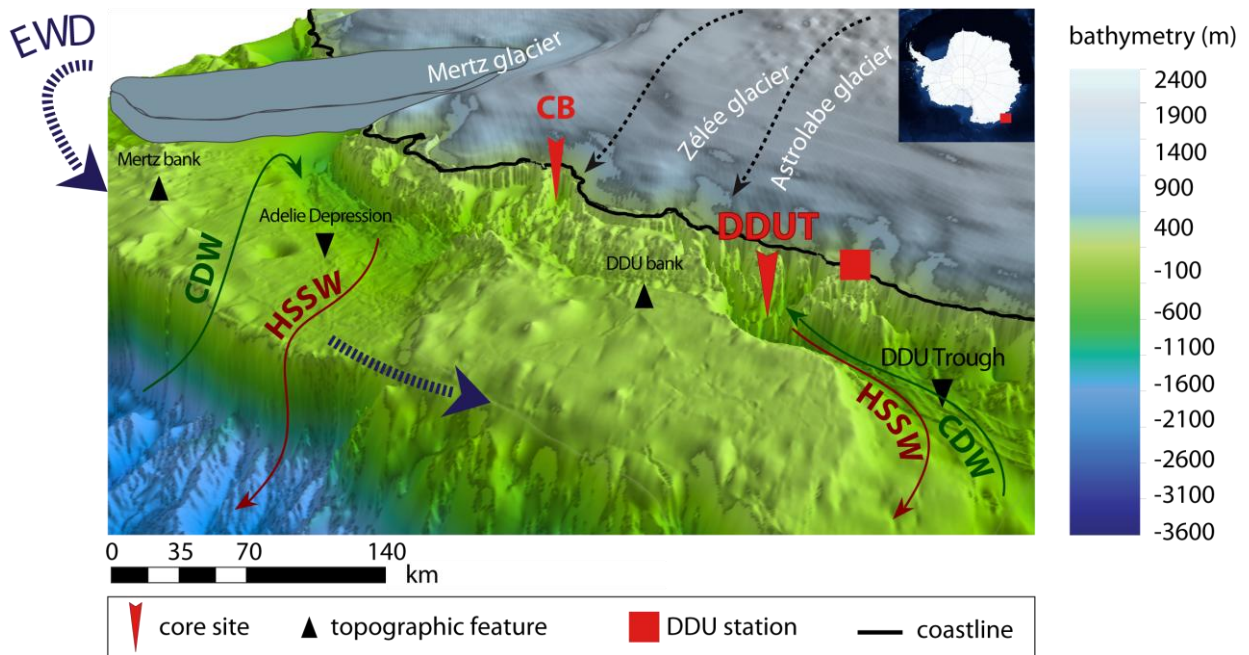 EWD
Mertz glacier
CB
Zélée glacier
Astrolabe glacier
Mertz bank
Adelie Depression
CDW
HSSW
DDU bank
DDUT
DDU Trough
HSSW
CDW
bathymetry (m)
2400
1900
1400
900
400
-100
-600
-1100
-1600
-2100
-2600
-3100
-3600
0 35 70 140
km
core site
topographic feature
DDU station
coastline